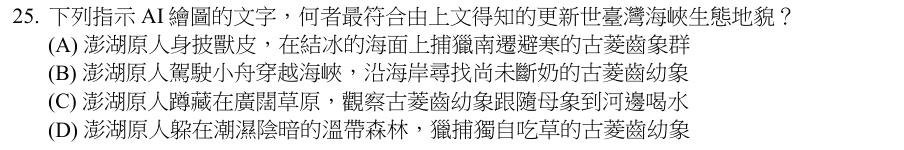 25. 下列指示 AI 繪圖的文字，何者最符合由上文得知的更新世臺灣海峽生態地貌？
(A) 澎湖原人身披獸皮，在結冰的海面上捕獵南遷避寒的古菱齒象群
(B) 澎湖原人駕駛小舟穿越海峽，沿海岸尋找尚未斷奶的古菱齒幼象
(C) 澎湖原人蹲藏在廣闊草原，觀察古菱齒幼象跟隨母象到河邊喝水
(D) 澎湖原人躲在潮濕陰暗的溫帶森林，獵捕獨自吃草的古菱齒幼象